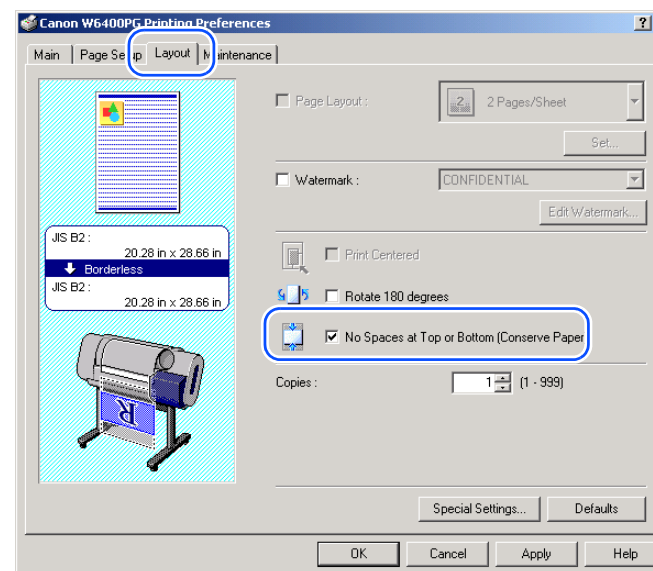 Canon W6400PG Printing Preferences
?
Main Page Setup Layout Maintenance
Page Layout :
2
2 Pages/Sheet
Set...
Watermark :
CONFIDENTIAL
Edit Watermark...
JIS B2 :
20.28 in x 28.66 in
Borderless
JIS B2 :
20.28 in x 28.66 in
Print Centered
Rotate 180 degrees
No Spaces at Top or Bottom (Conserve Paper
Copies :
1
(1 - 999)
R
Special Settings...
Defaults
OK
Cancel
Apply
Help